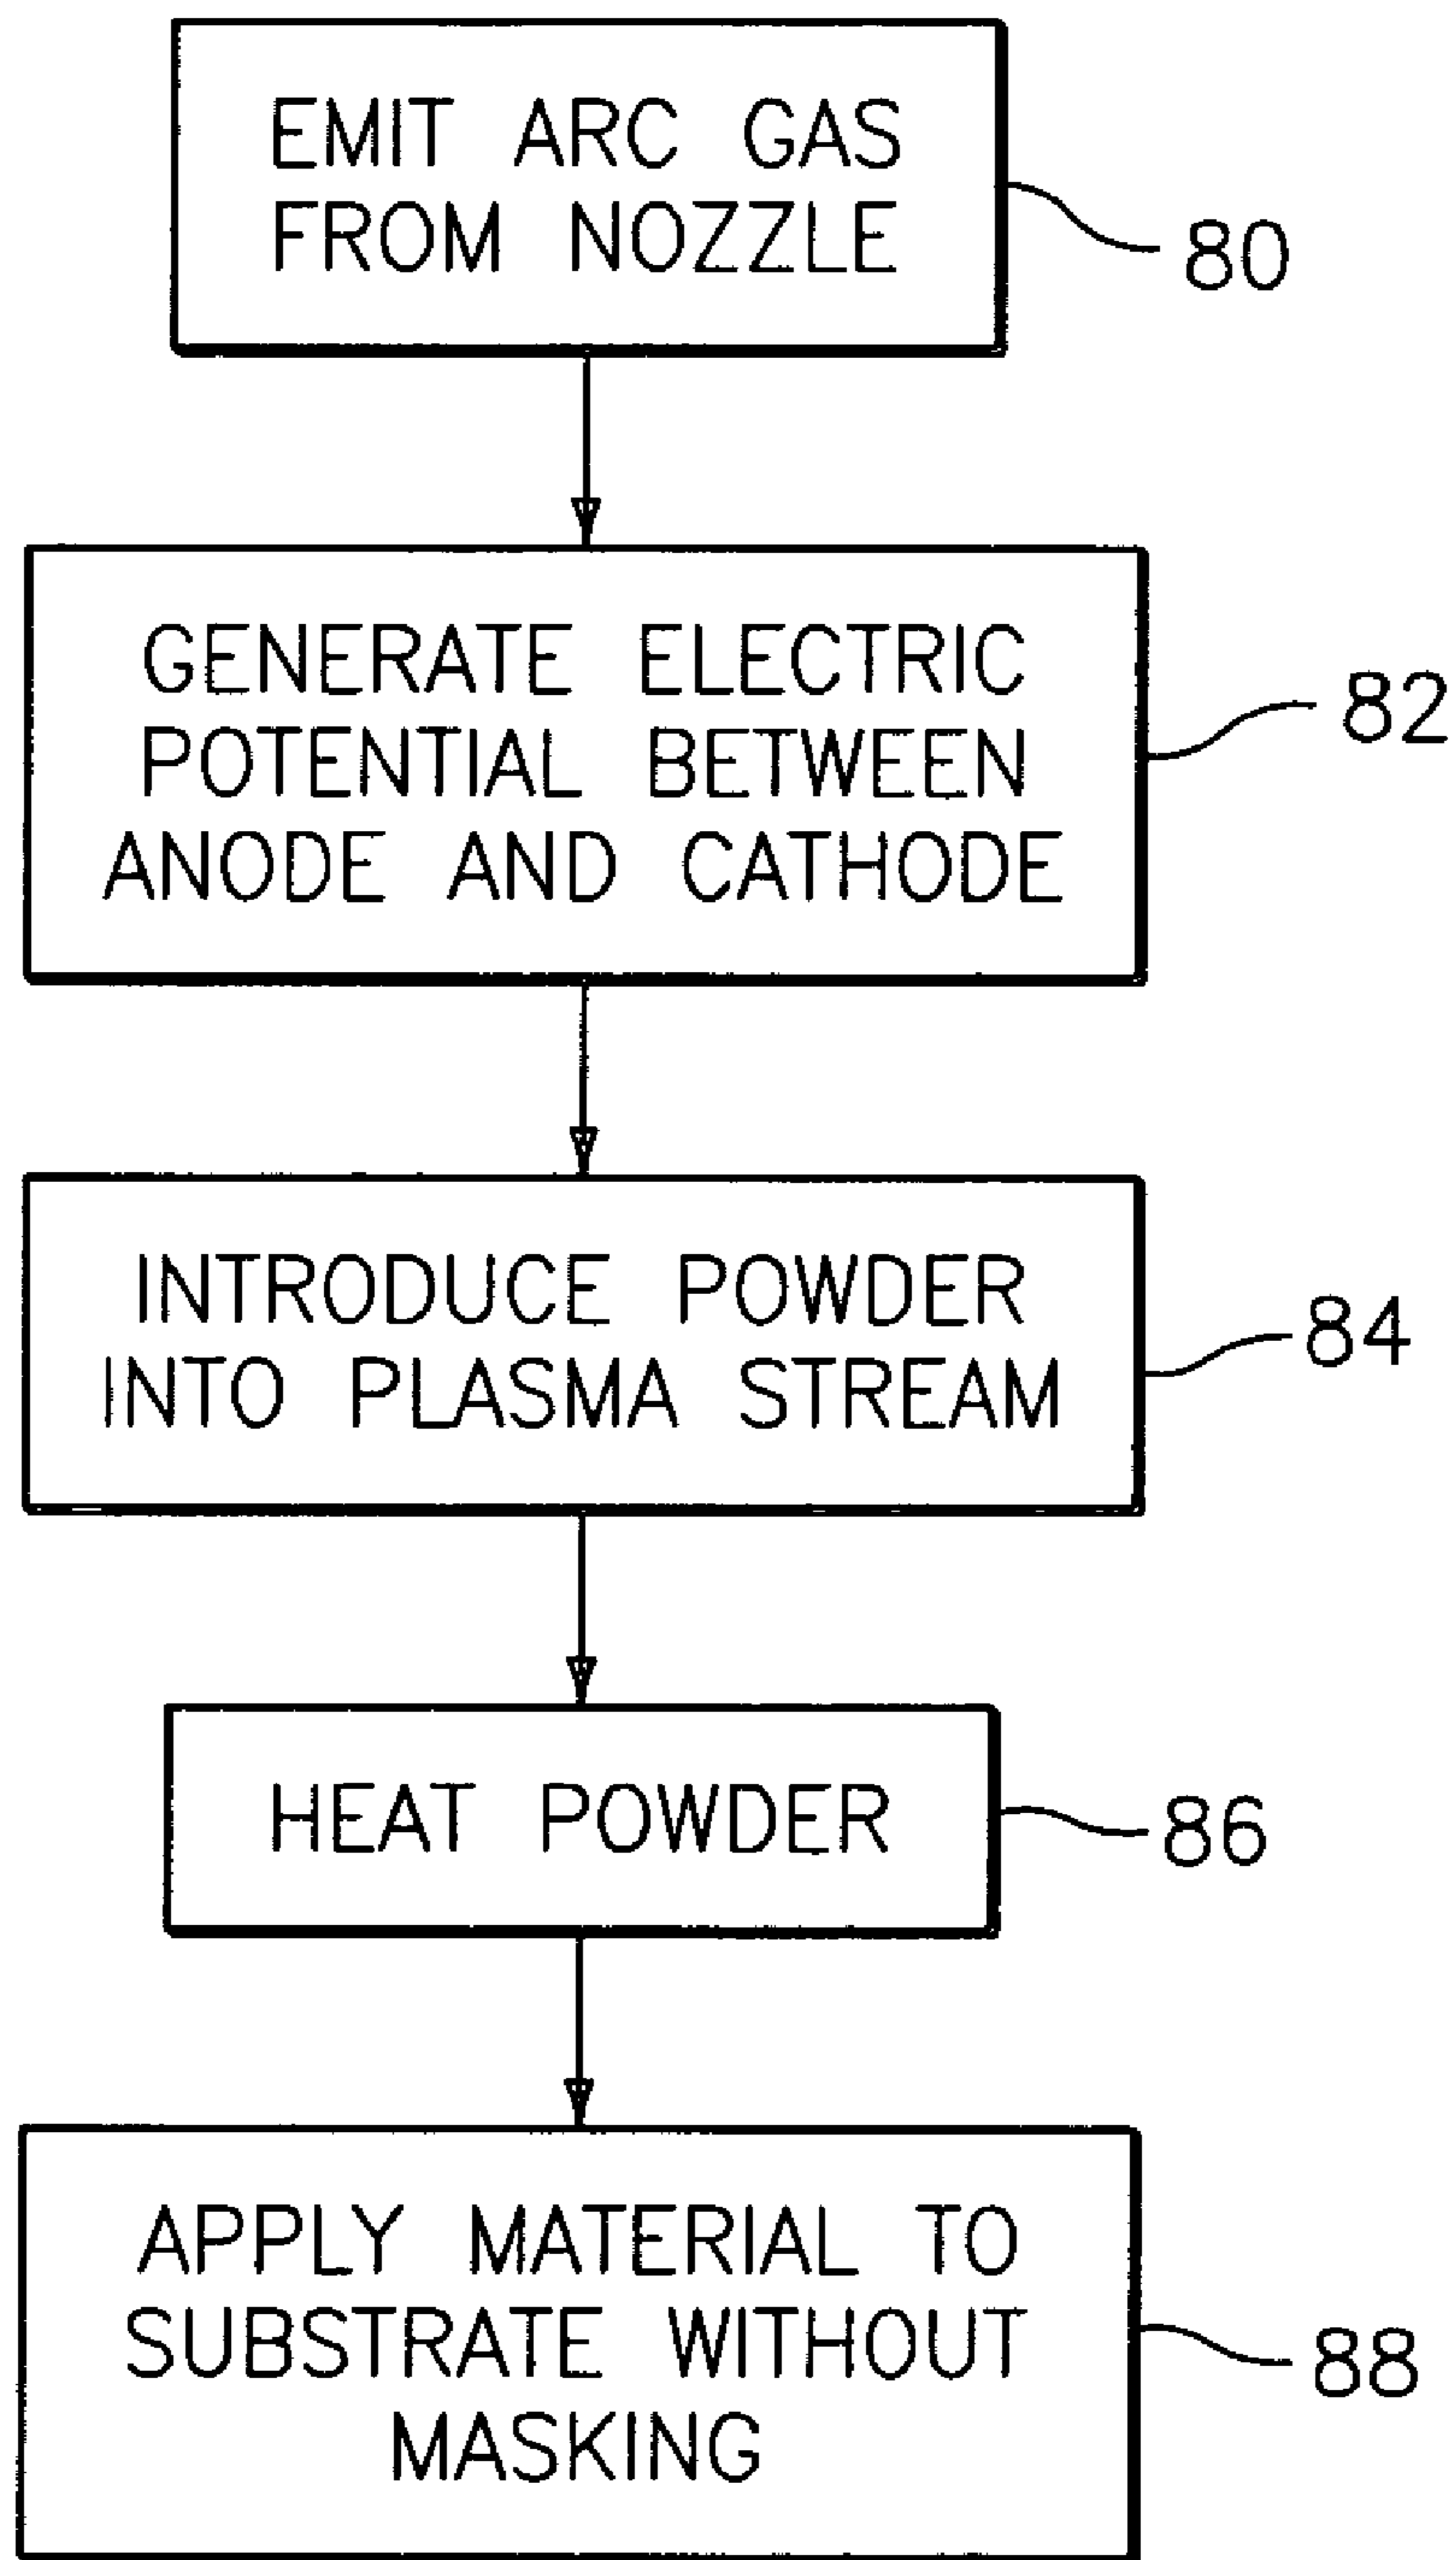 EMIT ARC GAS
FROM NOZZLE
80
GENERATE ELECTRIC
POTENTIAL BETWEEN
ANODE AND CATHODE
82
INTRODUCE POWDER
INTO PLASMA STREAM
84
HEAT POWDER
86
APPLY MATERIAL TO
SUBSTRATE WITHOUT
MASKING
88